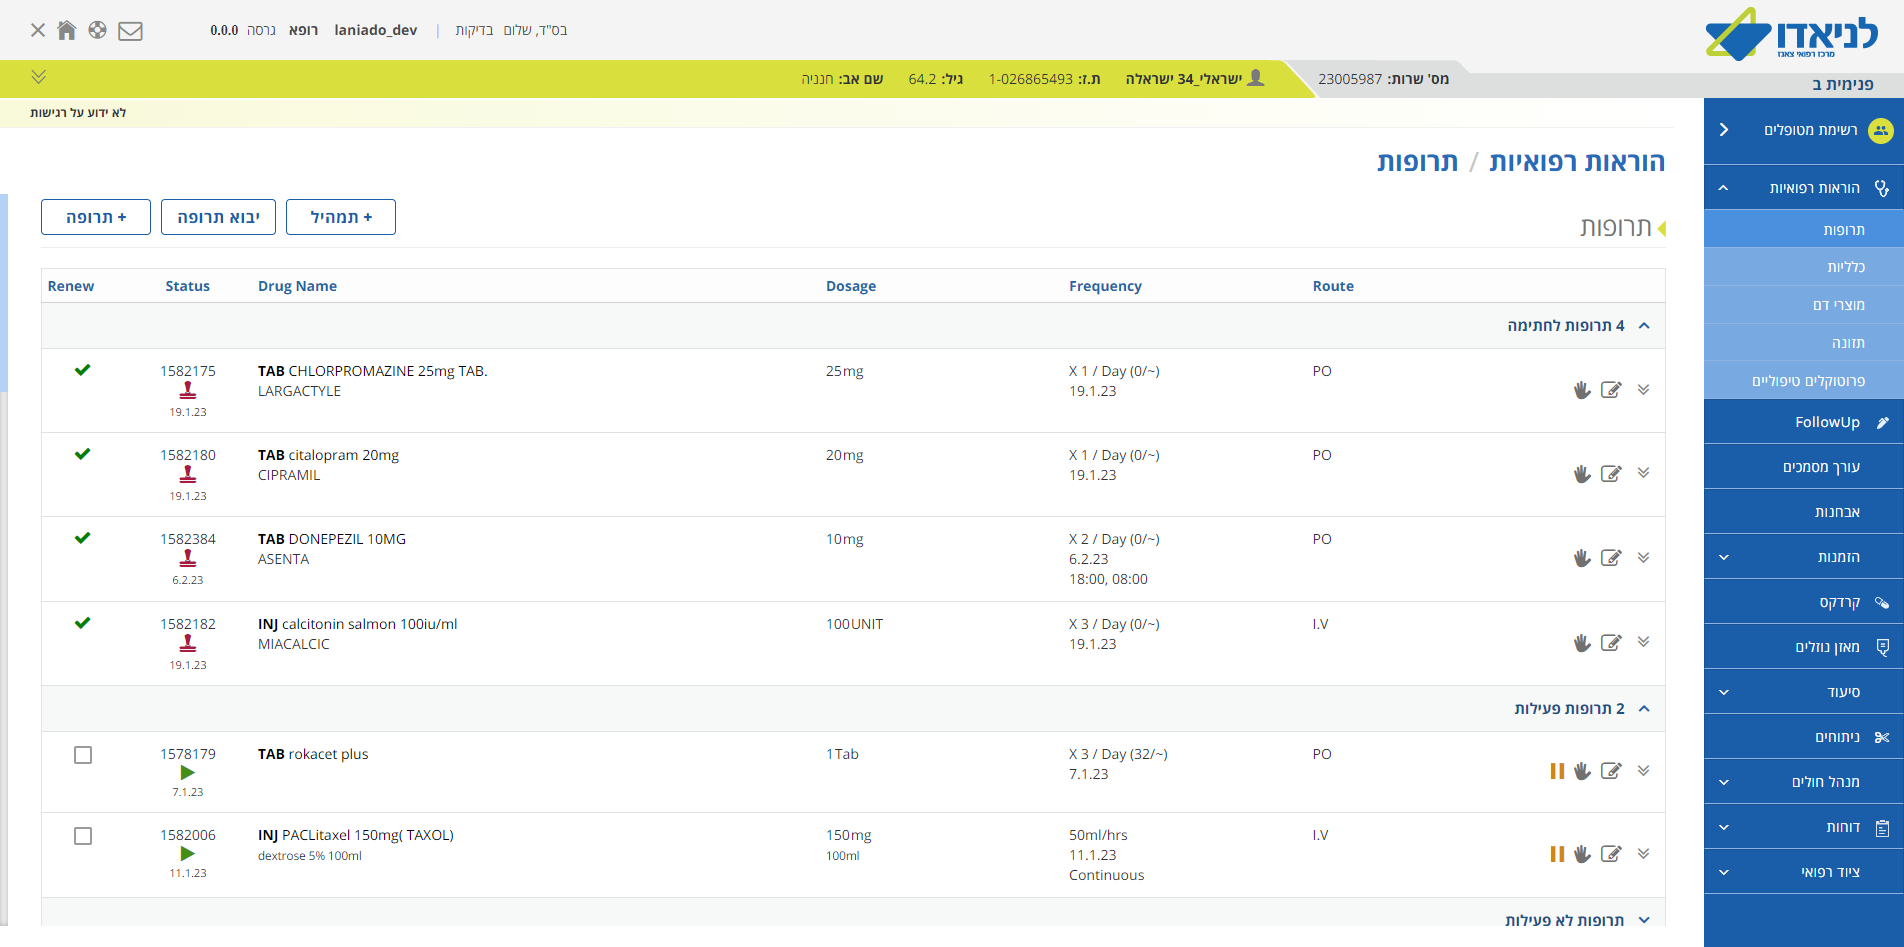 לניאדו
מרכז רפואי צאנז
בס"ד, שלום בדיקות | laniado_dev רופא גרסה 0.0.0
פנימית ב
מס' שרות: 23005987
ישראלי_34 ישראלה ת.ז: 1-026865493 גיל: 64.2 שם אב: חנניה
לא ידוע על רגישות
רשימת מטופלים
הוראות רפואיות
תרופות
כלליות
מוצרי דם
תזונה
פרוטוקלים טיפוליים
FollowUp
עורך מסמכים
אבחנות
הזמנות
קרדקס
מאזן נוזלים
סיעוד
ניתוחים
מנהל חולים
דוחות
ציוד רפואי
הוראות רפואיות / תרופות
תרופות
+ תמהיל
יבוא תרופה
+ תרופה
Renew Status Drug Name Dosage Frequency Route
4 תרופות לחתימה
1582175 TAB CHLORPROMAZINE 25mg TAB. 25mg X 1 / Day (0/~) PO
LARGACTYLE 19.1.23
19.1.23
1582180 TAB citalopram 20mg 20mg X 1 / Day (0/~) PO
CIPRAMIL 19.1.23
19.1.23
1582384 TAB DONEPEZIL 10MG 10mg X 2 / Day (0/~) PO
ASENTA 6.2.23
6.2.23 18:00, 08:00
1582182 INJ calcitonin salmon 100iu/ml 100UNIT X 3 / Day (0/~) I.V
MIACALCIC 19.1.23
19.1.23
2 תרופות פעילות
1578179 TAB rokacet plus 1Tab X 3 / Day (32/~) PO
7.1.23
7.1.23
1582006 INJ PACLitaxel 150mg( TAXOL) 150mg 50ml/hrs I.V
dextrose 5% 100ml 100ml 11.1.23
11.1.23 Continuous
תרופות לא פעילות